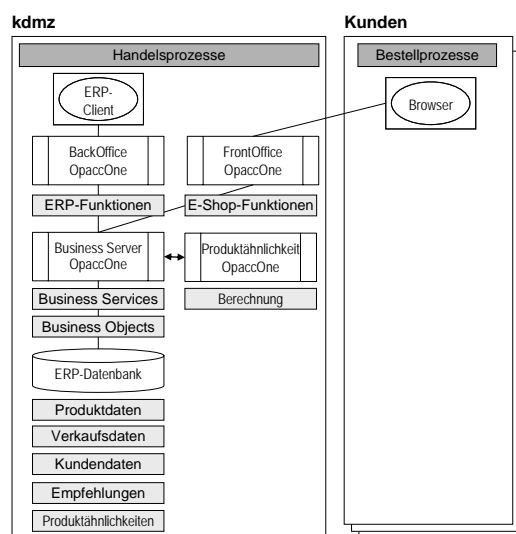 kdmz
Kunden
Handelsprozesse
Bestellprozesse
ERP-
Client
Browser
BackOffice
OpaccOne
FrontOffice
OpaccOne
ERP-Funktionen
E-Shop-Funktionen
Business Server
OpaccOne
Produktähnlichkeit
OpaccOne
Business Services
Berechnung
Business Objects
ERP-Datenbank
Produktdaten
Verkaufsdaten
Kundendaten
Empfehlungen
Produktähnlichkeiten